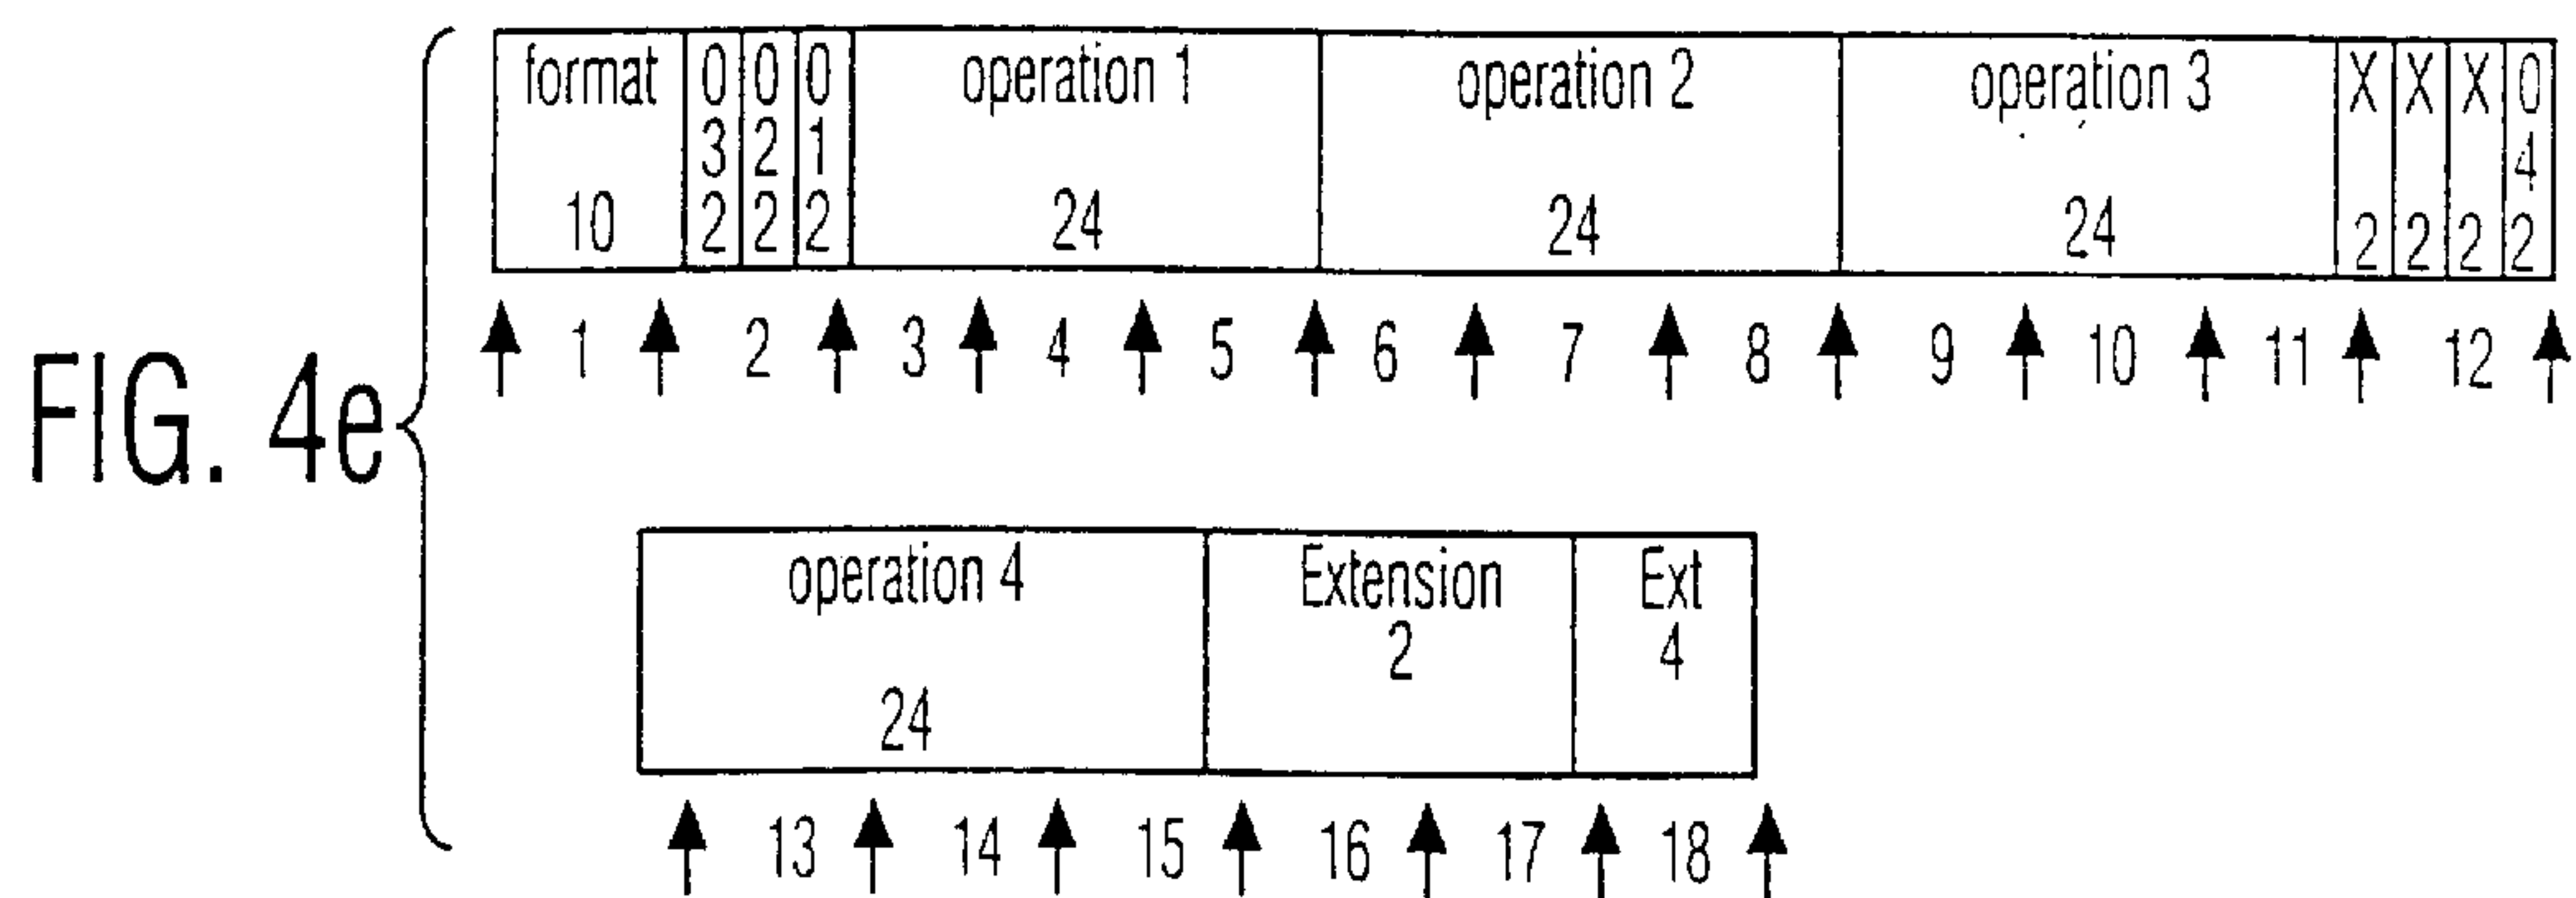 FIG. 4e
format 0 0 0 operation 1 operation 2 operation 3 X X X 0
3 2 1 4
10 2 2 2 24 24 24 2 2 2 2
1 2 3 4 5 6 7 8 9 10 11 12
operation 4 Extension Ext
2 4
24
13 14 15 16 17 18